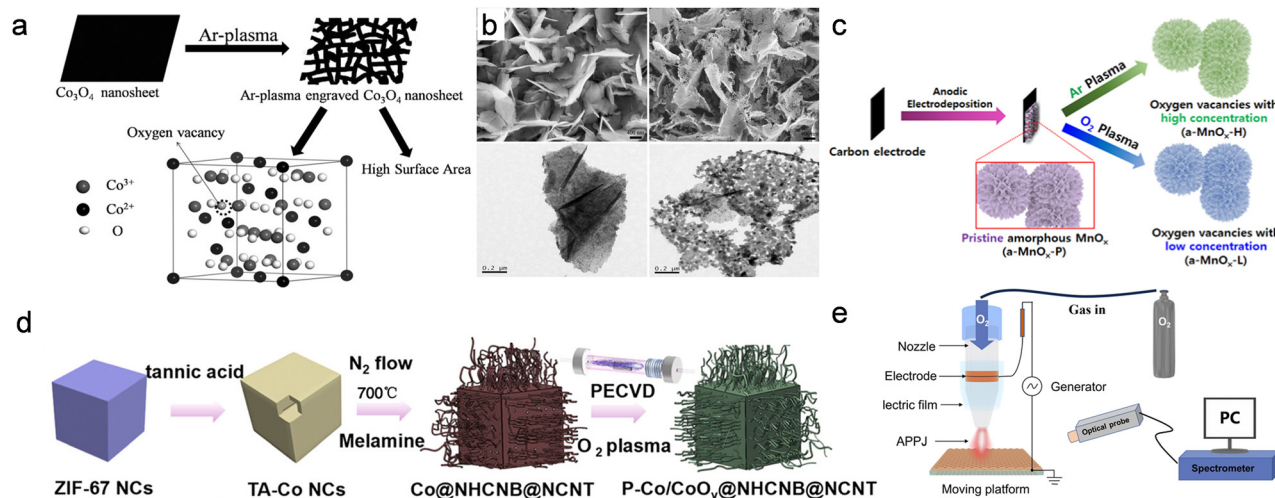 a
Ar-plasma
Co₃O₄ nanosheet
Ar-plasma engraved Co₃O₄ nanosheet
Oxygen vacancy
High Surface Area
Co³⁺
Co²⁺
O
b
400 nm
0.2 μm
0.2 μm
c
Carbon electrode
Anodic
Electrodeposition
Pristine amorphous MnOₓ
(a-MnOₓ-P)
Ar Plasma
O₂ Plasma
Oxygen vacancies with
high concentration
(a-MnOₓ-H)
Oxygen vacancies with
low concentration
(a-MnOₓ-L)
d
ZIF-67 NCs
tannic acid
TA-Co NCs
N₂ flow
700℃
Melamine
Co@NHCNB@NCNT
PECVD
O₂ plasma
P-Co/CoOᵥ@NHCNB@NCNT
e
O₂
Gas in
O₂
Nozzle
Electrode
lectric film
APPJ
Moving platform
Generator
Optical probe
PC
Spectrometer